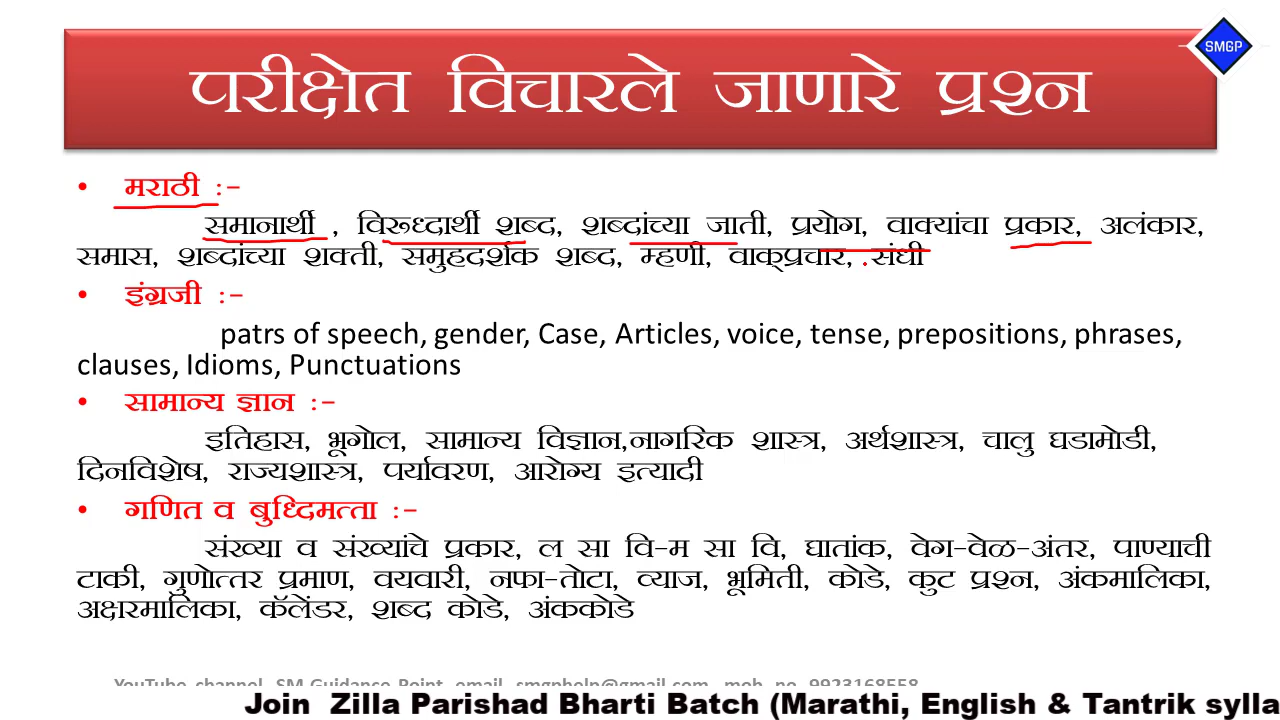 SMGP
परीक्षेत विचारले जाणारे प्रश्न
• मराठी :-
समानार्थी , विरूध्दार्थी शब्द, शब्दांच्या जाती, प्रयोग, वाक्यांचा प्रकार, अलंकार,
समास, शब्दांच्या शक्ती, समुहदर्शक शब्द, म्हणी, वाक्‌प्रचार, .संधी
• इंग्रजी :-
patrs of speech, gender, Case, Articles, voice, tense, prepositions, phrases,
clauses, Idioms, Punctuations
• सामान्य ज्ञान :-
इतिहास, भूगोल, सामान्य विज्ञान,नागरिक शास्त्र, अर्थशास्त्र, चालु घडामोडी,
दिनविशेष, राज्यशास्त्र, पर्यावरण, आरोग्य इत्यादी
• गणित व बुध्दिमत्ता :-
संख्या व संख्यांचे प्रकार, ल सा वि-म सा वि, घातांक, वेग-वेळ-अंतर, पाण्याची
टाकी, गुणोत्तर प्रमाण, वयवारी, नफा-तोटा, व्याज, भूमिती, कोडे, कुट प्रश्न, अंकमालिका,
अक्षरमालिका, कॅलेंडर, शब्द कोडे, अंककोडे
YouTube channel SM Guidance Point email smgphelp@gmail.com mob no 9923168558
Join Zilla Parishad Bharti Batch (Marathi, English & Tantrik sylla